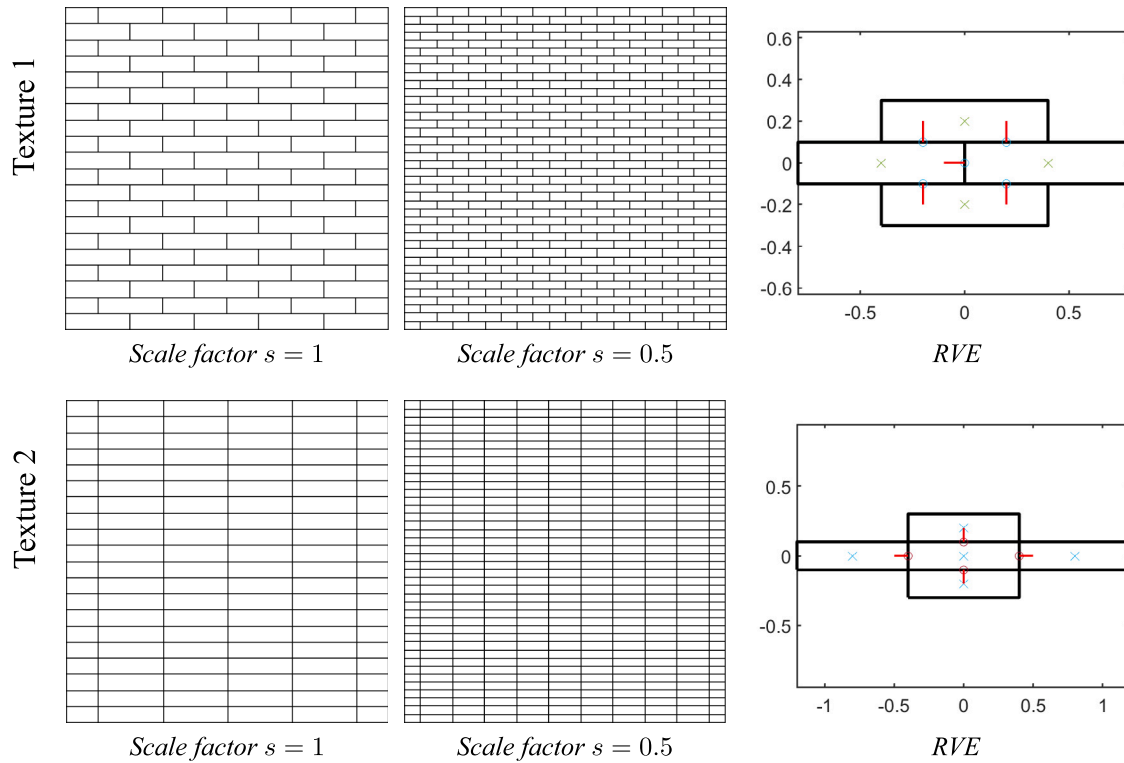 Texture 1
0.6
0.4
0.2
0
-0.2
-0.4
-0.6
-0.5 0 0.5
Scale factor s = 1
Scale factor s = 0.5
RVE
Texture 2
0.5
0
-0.5
-1 -0.5 0 0.5 1
Scale factor s = 1
Scale factor s = 0.5
RVE